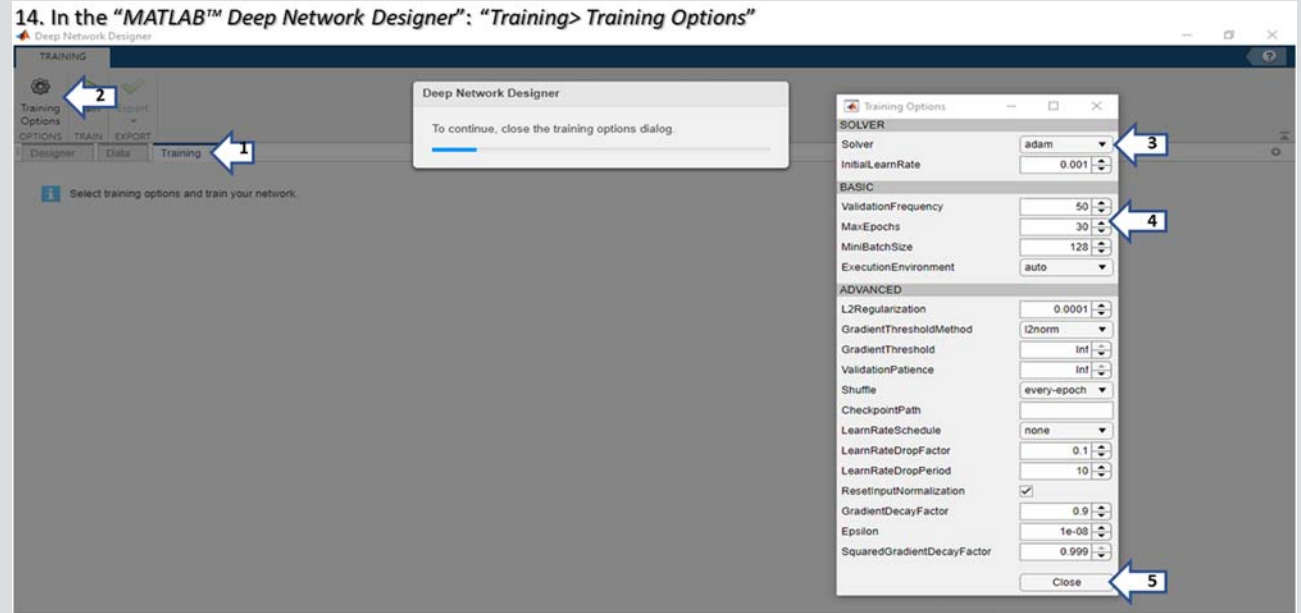 14. In the “MATLAB™ Deep Network Designer”: “Training> Training Options”
Deep Network Designer
TRAINING
?
2
Training
Options
Export
OPTIONS TRAIN EXPORT
Designer Data Training
1
i Select training options and train your network.
Deep Network Designer
To continue, close the training options dialog.
Training Options
SOLVER
Solver adam
3
InitialLearnRate 0.001
BASIC
ValidationFrequency 50
4
MaxEpochs 30
MiniBatchSize 128
ExecutionEnvironment auto
ADVANCED
L2Regularization 0.0001
GradientThresholdMethod l2norm
GradientThreshold Inf
ValidationPatience Inf
Shuffle every-epoch
CheckpointPath
LearnRateSchedule none
LearnRateDropFactor 0.1
LearnRateDropPeriod 10
ResetInputNormalization
GradientDecayFactor 0.9
Epsilon 1e-08
SquaredGradientDecayFactor 0.999
Close
5